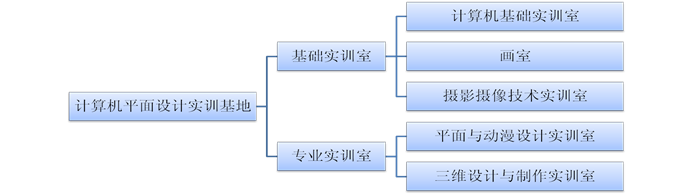 计算机平面设计实训基地
基础实训室
计算机基础实训室
画室
摄影摄像技术实训室
专业实训室
平面与动漫设计实训室
三维设计与制作实训室